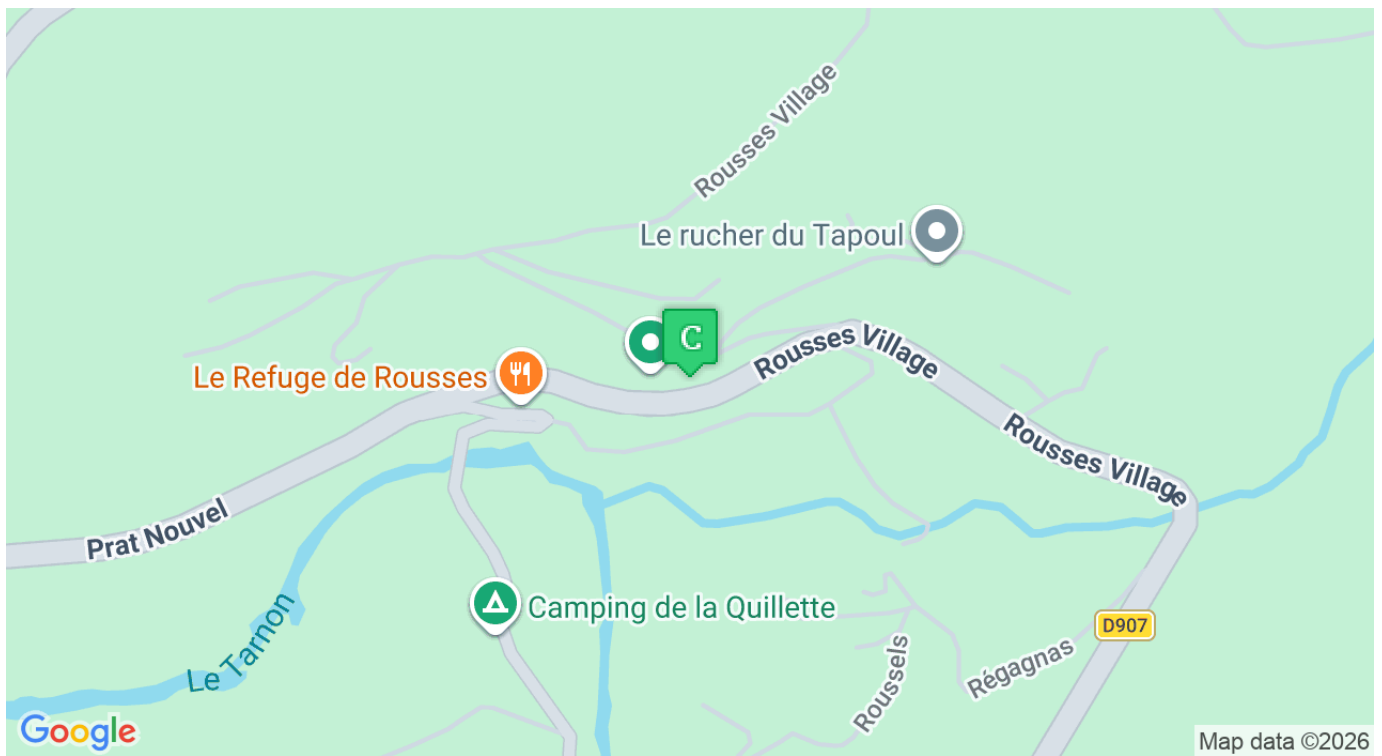 Rousses Village
Le rucher du Tapoul
C
Rousses Village
Le Refuge de Rousses
Rousses Village
Prat Nouvel
Camping de la Quillette
Le Tarnon
D907
Roussels
Régagnas
Google
Map data ©2026